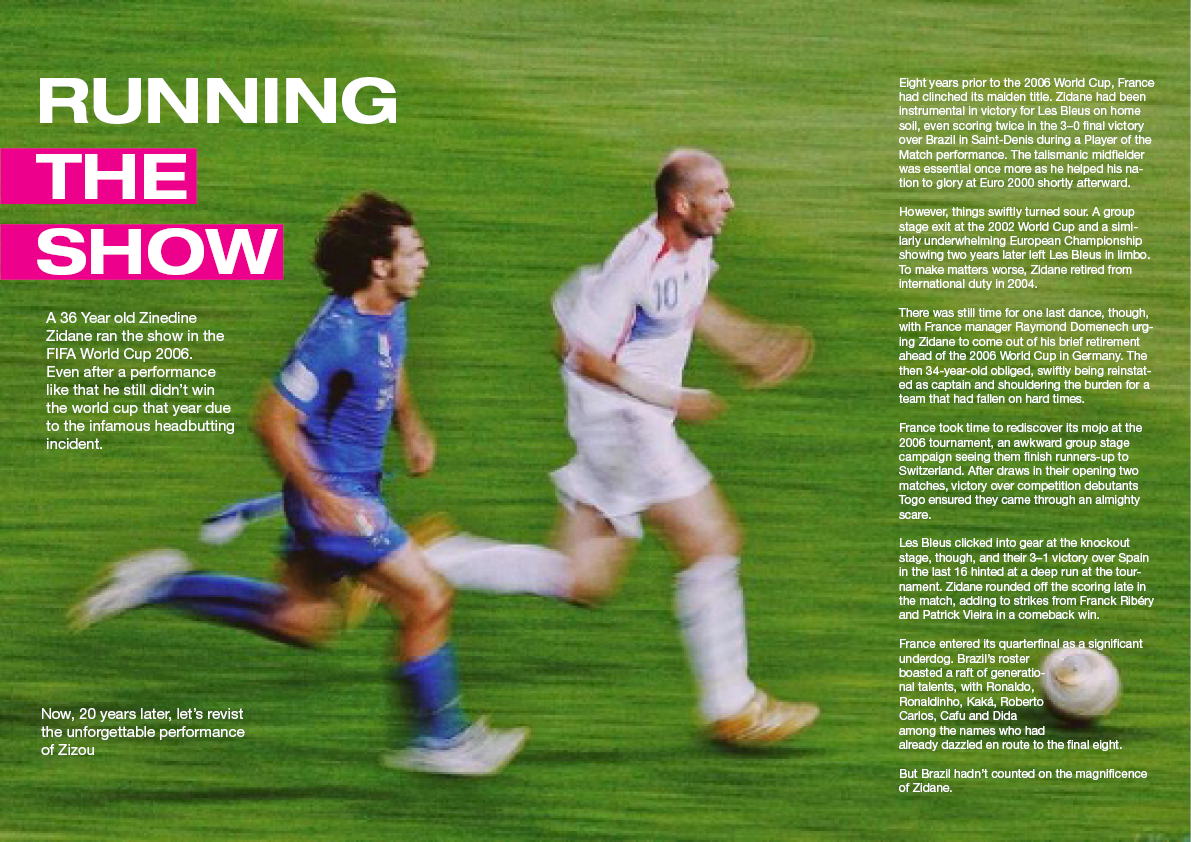 RUNNING
THE
SHOW
A 36 Year old Zinedine
Zidane ran the show in the
FIFA World Cup 2006.
Even after a performance
like that he still didn’t win
the world cup that year due
to the infamous headbutting
incident.
Now, 20 years later, let’s revist
the unforgettable performance
of Zizou
10
Eight years prior to the 2006 World Cup, France
had clinched its maiden title. Zidane had been
instrumental in victory for Les Bleus on home
soil, even scoring twice in the 3–0 final victory
over Brazil in Saint-Denis during a Player of the
Match performance. The talismanic midfielder
was essential once more as he helped his na-
tion to glory at Euro 2000 shortly afterward.
However, things swiftly turned sour. A group
stage exit at the 2002 World Cup and a simi-
larly underwhelming European Championship
showing two years later left Les Bleus in limbo.
To make matters worse, Zidane retired from
international duty in 2004.
There was still time for one last dance, though,
with France manager Raymond Domenech urg-
ing Zidane to come out of his brief retirement
ahead of the 2006 World Cup in Germany. The
then 34-year-old obliged, swiftly being reinstat-
ed as captain and shouldering the burden for a
team that had fallen on hard times.
France took time to rediscover its mojo at the
2006 tournament, an awkward group stage
campaign seeing them finish runners-up to
Switzerland. After draws in their opening two
matches, victory over competition debutants
Togo ensured they came through an almighty
scare.
Les Bleus clicked into gear at the knockout
stage, though, and their 3–1 victory over Spain
in the last 16 hinted at a deep run at the tour-
nament. Zidane rounded off the scoring late in
the match, adding to strikes from Franck Ribéry
and Patrick Vieira in a comeback win.
France entered its quarterfinal as a significant
underdog. Brazil’s roster
boasted a raft of generatio-
nal talents, with Ronaldo,
Ronaldinho, Kaká, Roberto
Carlos, Cafu and Dida
among the names who had
already dazzled en route to the final eight.
But Brazil hadn’t counted on the magnificence
of Zidane.